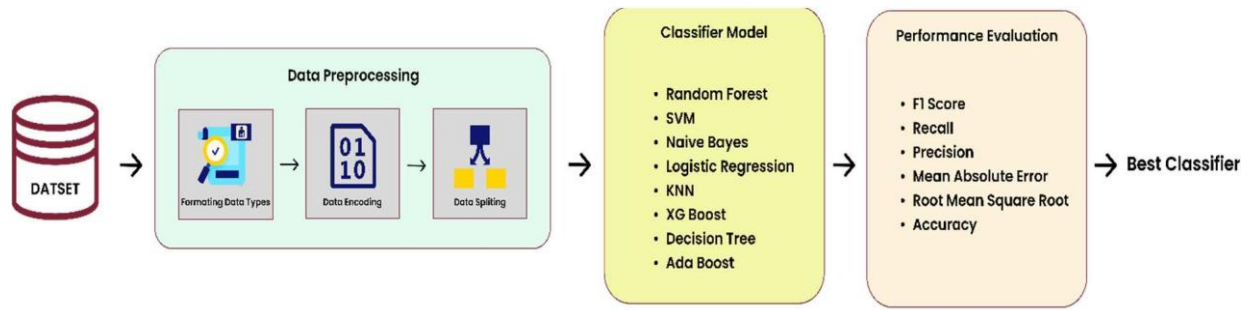 DATSET
Data Preprocessing
Formating Data Types
01
10
Data Encoding
Data Spliting
Classifier Model
• Random Forest
• SVM
• Naive Bayes
• Logistic Regression
• KNN
• XG Boost
• Decision Tree
• Ada Boost
Performance Evaluation
• F1 Score
• Recall
• Precision
• Mean Absolute Error
• Root Mean Square Root
• Accuracy
Best Classifier